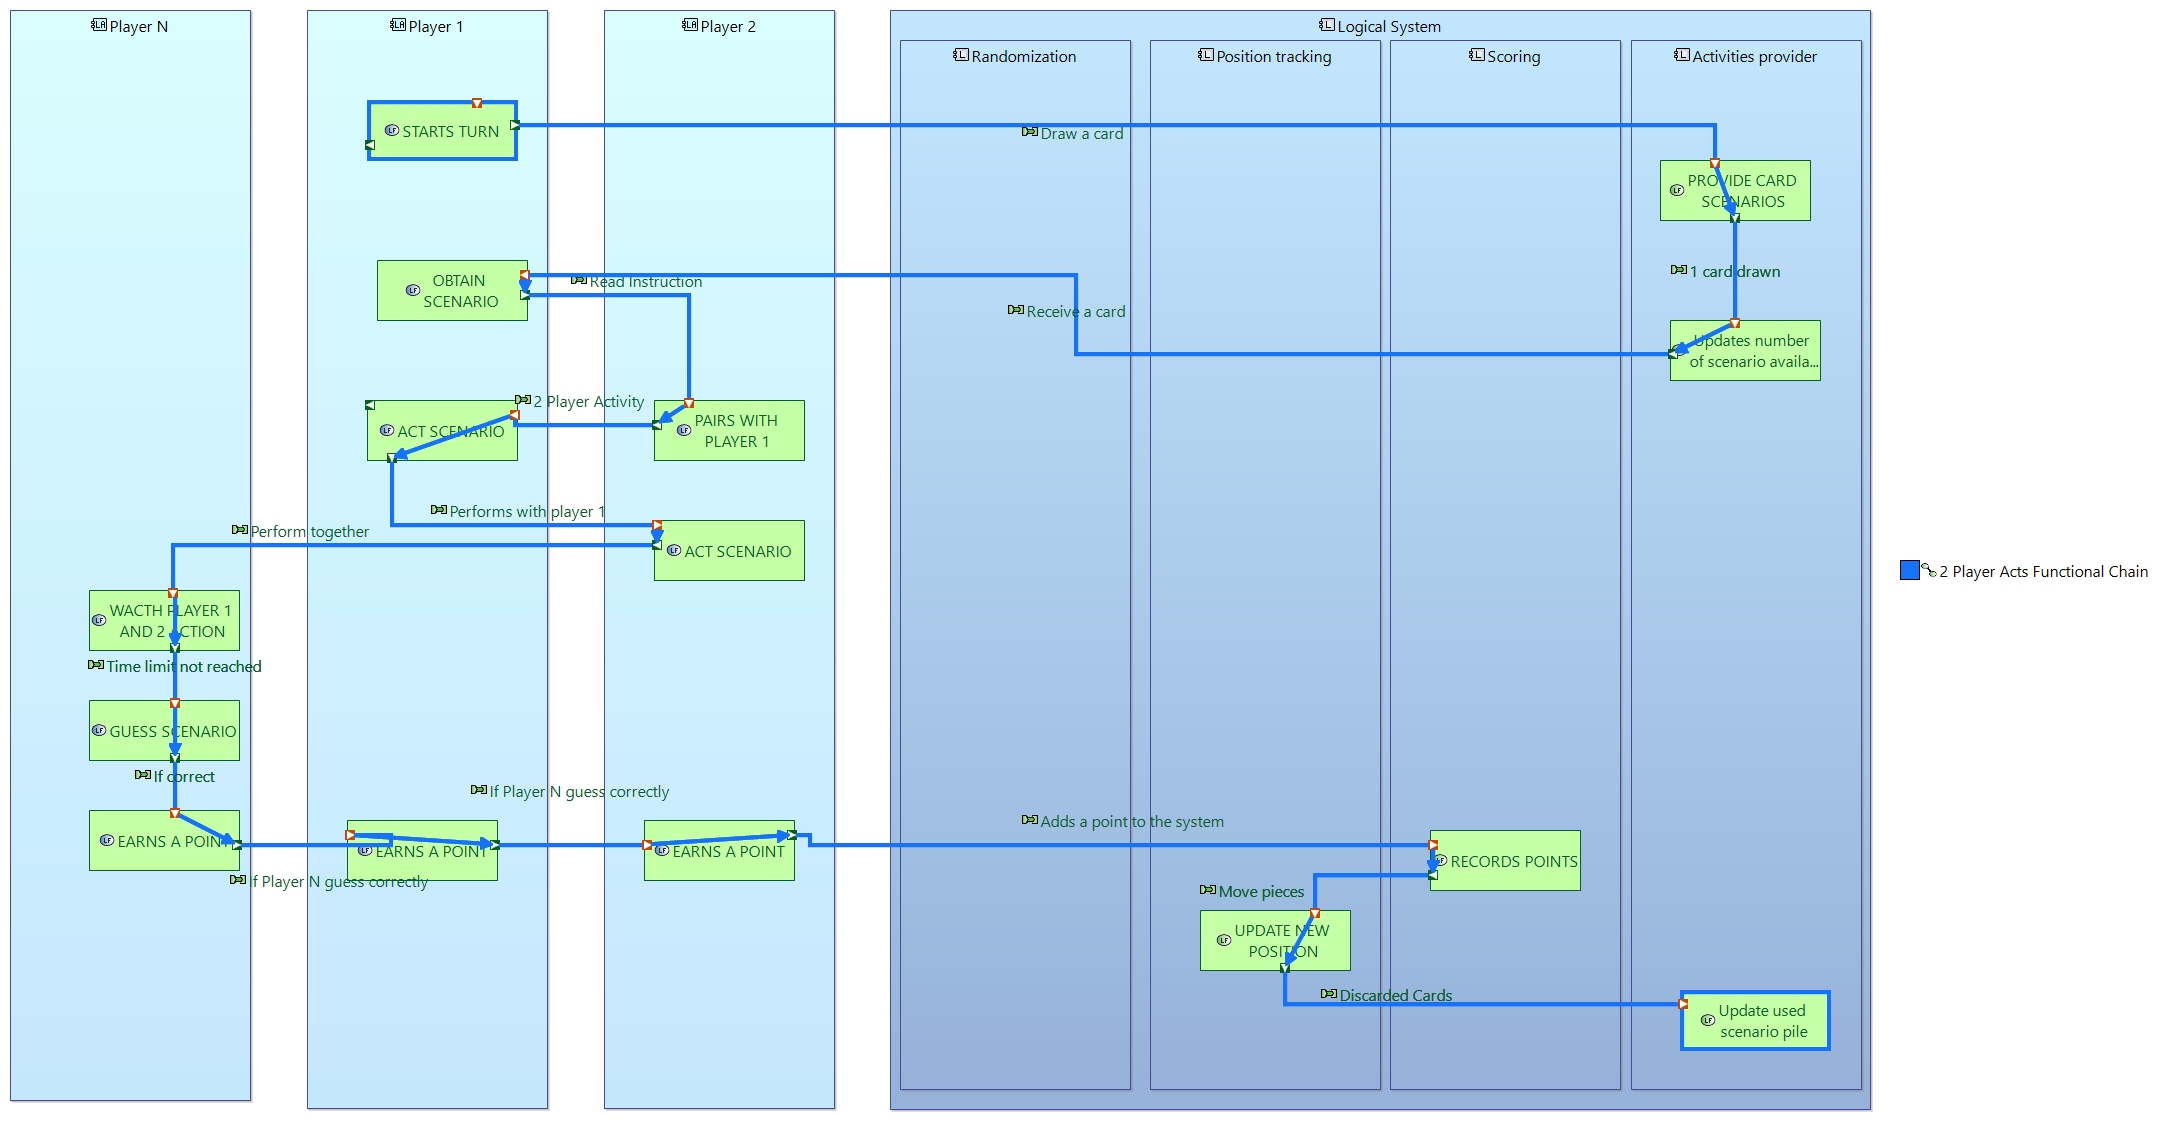 Player N
Player 1
Player 2
Logical System
Randomization
Position tracking
Scoring
Activities provider
STARTS TURN
Draw a card
PROVIDE CARD
SCENARIOS
OBTAIN
SCENARIO
Read Instruction
1 card drawn
Receive a card
Updates number
of scenario availa...
2 Player Activity
ACT SCENARIO
PAIRS WITH
PLAYER 1
Performs with player 1
Perform together
ACT SCENARIO
2 Player Acts Functional Chain
WACTH PLAYER 1
AND 2 ACTION
Time limit not reached
GUESS SCENARIO
If correct
If Player N guess correctly
Adds a point to the system
EARNS A POINT
EARNS A POINT
EARNS A POINT
RECORDS POINTS
If Player N guess correctly
Move pieces
UPDATE NEW
POSITION
Discarded Cards
Update used
scenario pile